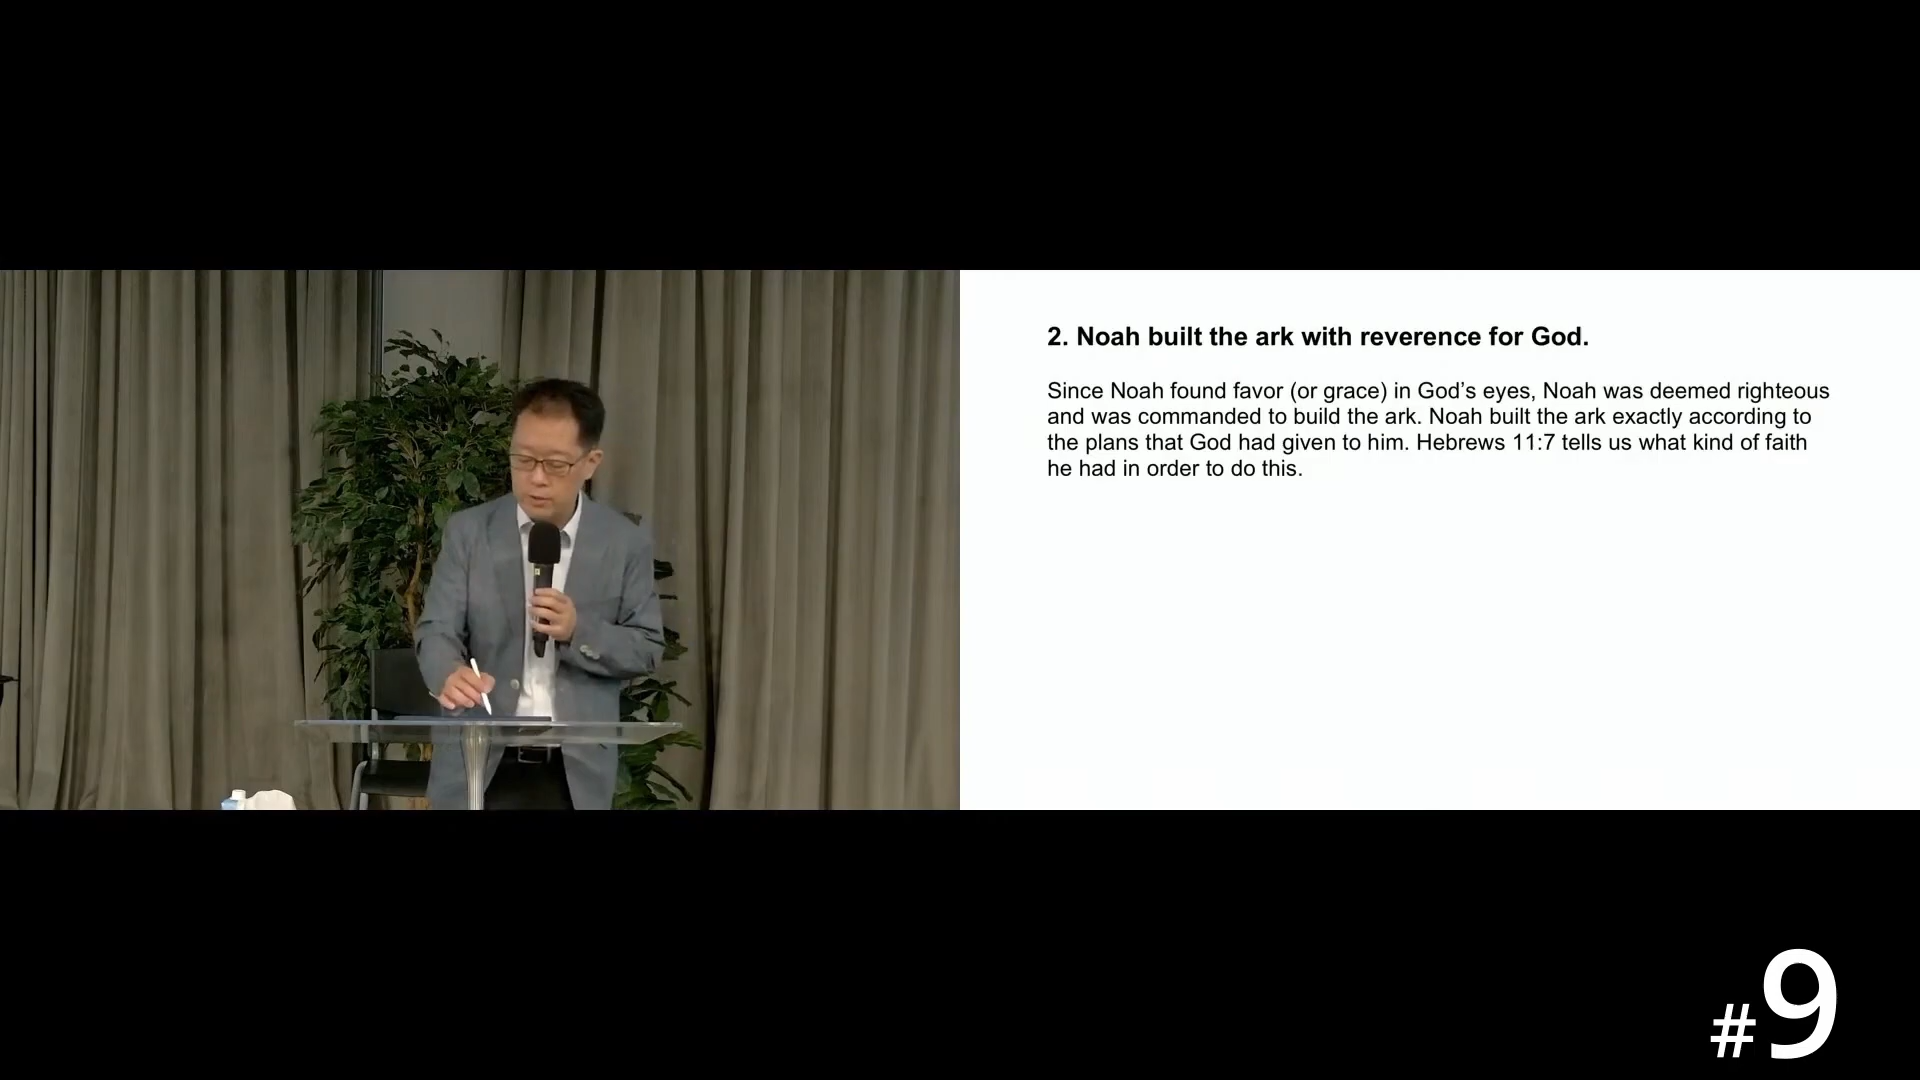 2. Noah built the ark with reverence for God.
Since Noah found favor (or grace) in God’s eyes, Noah was deemed righteous
and was commanded to build the ark. Noah built the ark exactly according to
the plans that God had given to him. Hebrews 11:7 tells us what kind of faith
he had in order to do this.
#9